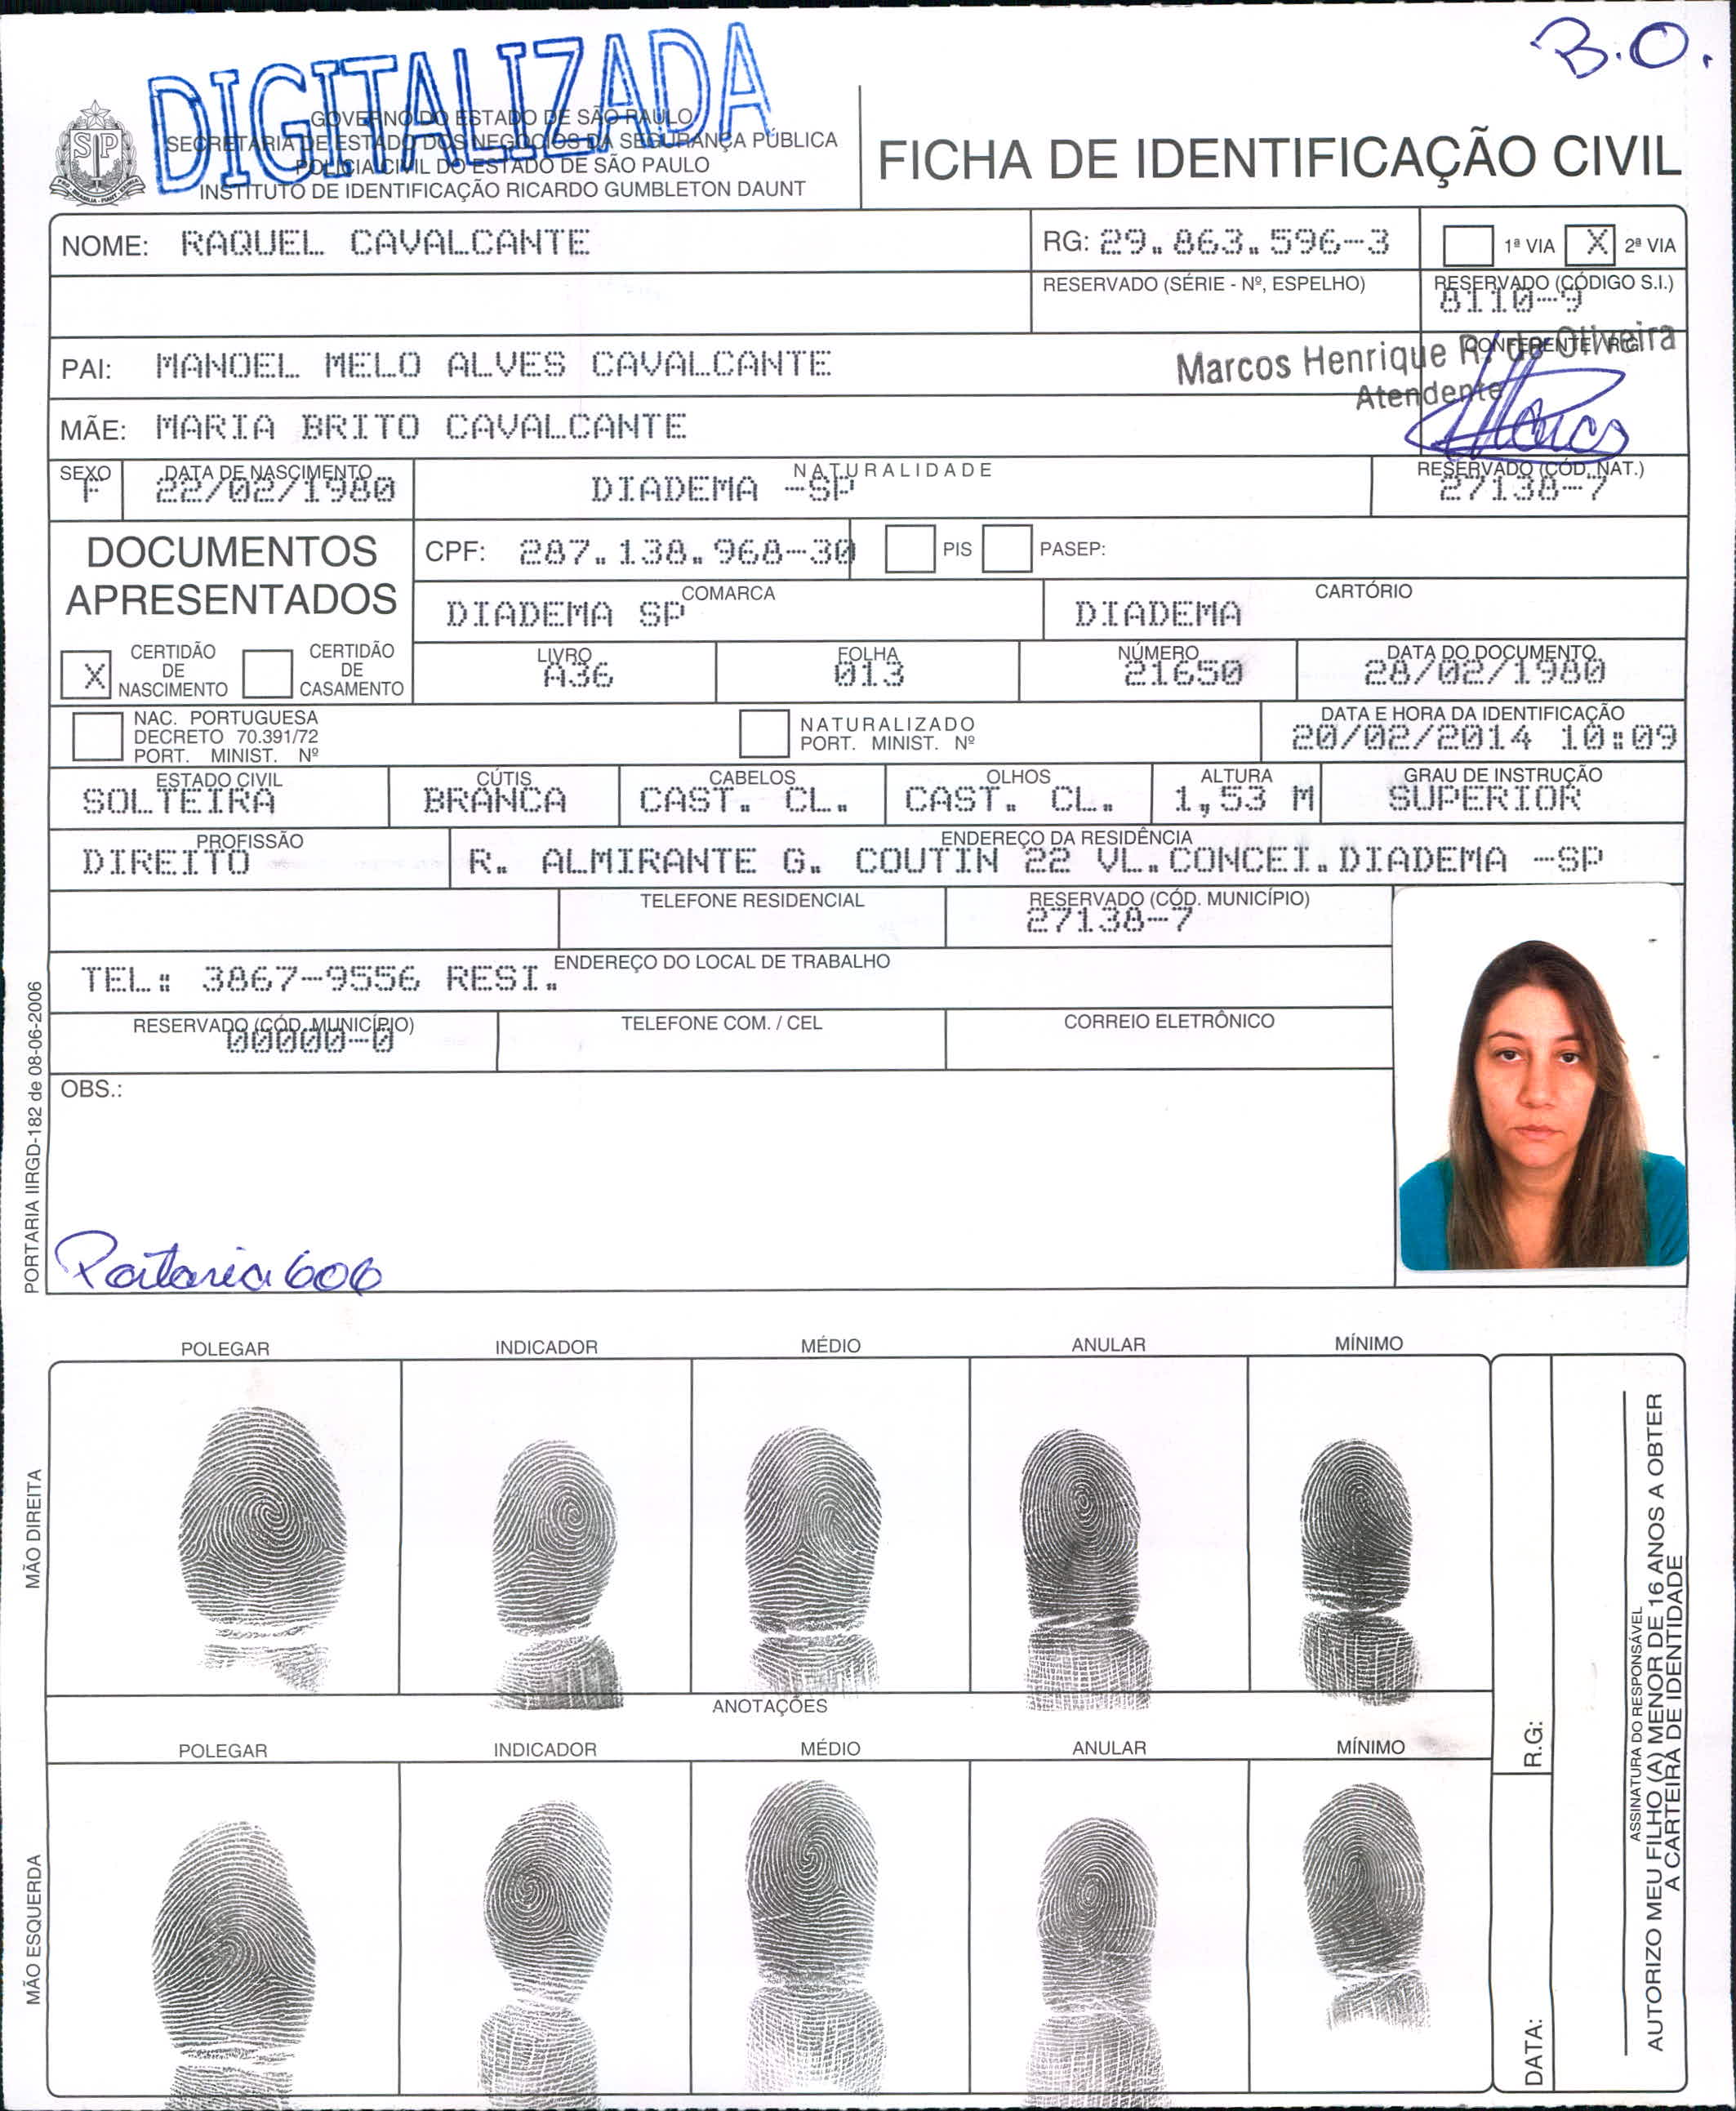 B.O.
DIGITALIZADA
GOVERNO DO ESTADO DE SÃO PAULO
SECRETARIA DE ESTADO DOS NEGÓCIOS DA SEGURANÇA PÚBLICA
POLÍCIA CIVIL DO ESTADO DE SÃO PAULO
INSTITUTO DE IDENTIFICAÇÃO RICARDO GUMBLETON DAUNT
FICHA DE IDENTIFICAÇÃO CIVIL
NOME: RAQUEL CAVALCANTE
RG: 29.863.596-3
1ª VIA X 2ª VIA
RESERVADO (SÉRIE - Nº, ESPELHO)
RESERVADO (CÓDIGO S.I.)
8110-9
PAI: MANOEL MELO ALVES CAVALCANTE
CONFERENTE/RG
Marcos Henrique R. de Oliveira
Atendente
MÃE: MARIA BRITO CAVALCANTE
SEXO
F
DATA DE NASCIMENTO
22/02/1980
NATURALIDADE
DIADEMA -SP
RESERVADO (CÓD. NAT.)
27138-7
DOCUMENTOS
APRESENTADOS
CPF: 287.138.968-30
PIS
PASEP:
COMARCA
DIADEMA SP
CARTÓRIO
DIADEMA
X CERTIDÃO
DE
NASCIMENTO
CERTIDÃO
DE
CASAMENTO
LIVRO
A36
FOLHA
013
NÚMERO
21650
DATA DO DOCUMENTO
28/02/1980
NAC. PORTUGUESA
DECRETO 70.391/72
PORT. MINIST. Nº
NATURALIZADO
PORT. MINIST. Nº
DATA E HORA DA IDENTIFICAÇÃO
20/02/2014 10:09
ESTADO CIVIL
SOLTEIRA
CÚTIS
BRANCA
CABELOS
CAST. CL.
OLHOS
CAST. CL.
ALTURA
1,53 M
GRAU DE INSTRUÇÃO
SUPERIOR
PROFISSÃO
DIREITO
ENDEREÇO DA RESIDÊNCIA
R. ALMIRANTE G. COUTIN 22 VL.CONCEI.DIADEMA -SP
TELEFONE RESIDENCIAL
RESERVADO (CÓD. MUNICÍPIO)
27138-7
ENDEREÇO DO LOCAL DE TRABALHO
TEL.: 3867-9556 RESI.
RESERVADO (CÓD. MUNICÍPIO)
00000-0
TELEFONE COM. / CEL
CORREIO ELETRÔNICO
OBS.:
Portaria 606
PORTARIA IIRGD-182 de 08-06-2006
POLEGAR
INDICADOR
MÉDIO
ANULAR
MÍNIMO
MÃO DIREITA
ANOTAÇÕES
POLEGAR
INDICADOR
MÉDIO
ANULAR
MÍNIMO
MÃO ESQUERDA
R.G:
DATA:
ASSINATURA DO RESPONSÁVEL
AUTORIZO MEU FILHO (A) MENOR DE 16 ANOS A OBTER
A CARTEIRA DE IDENTIDADE